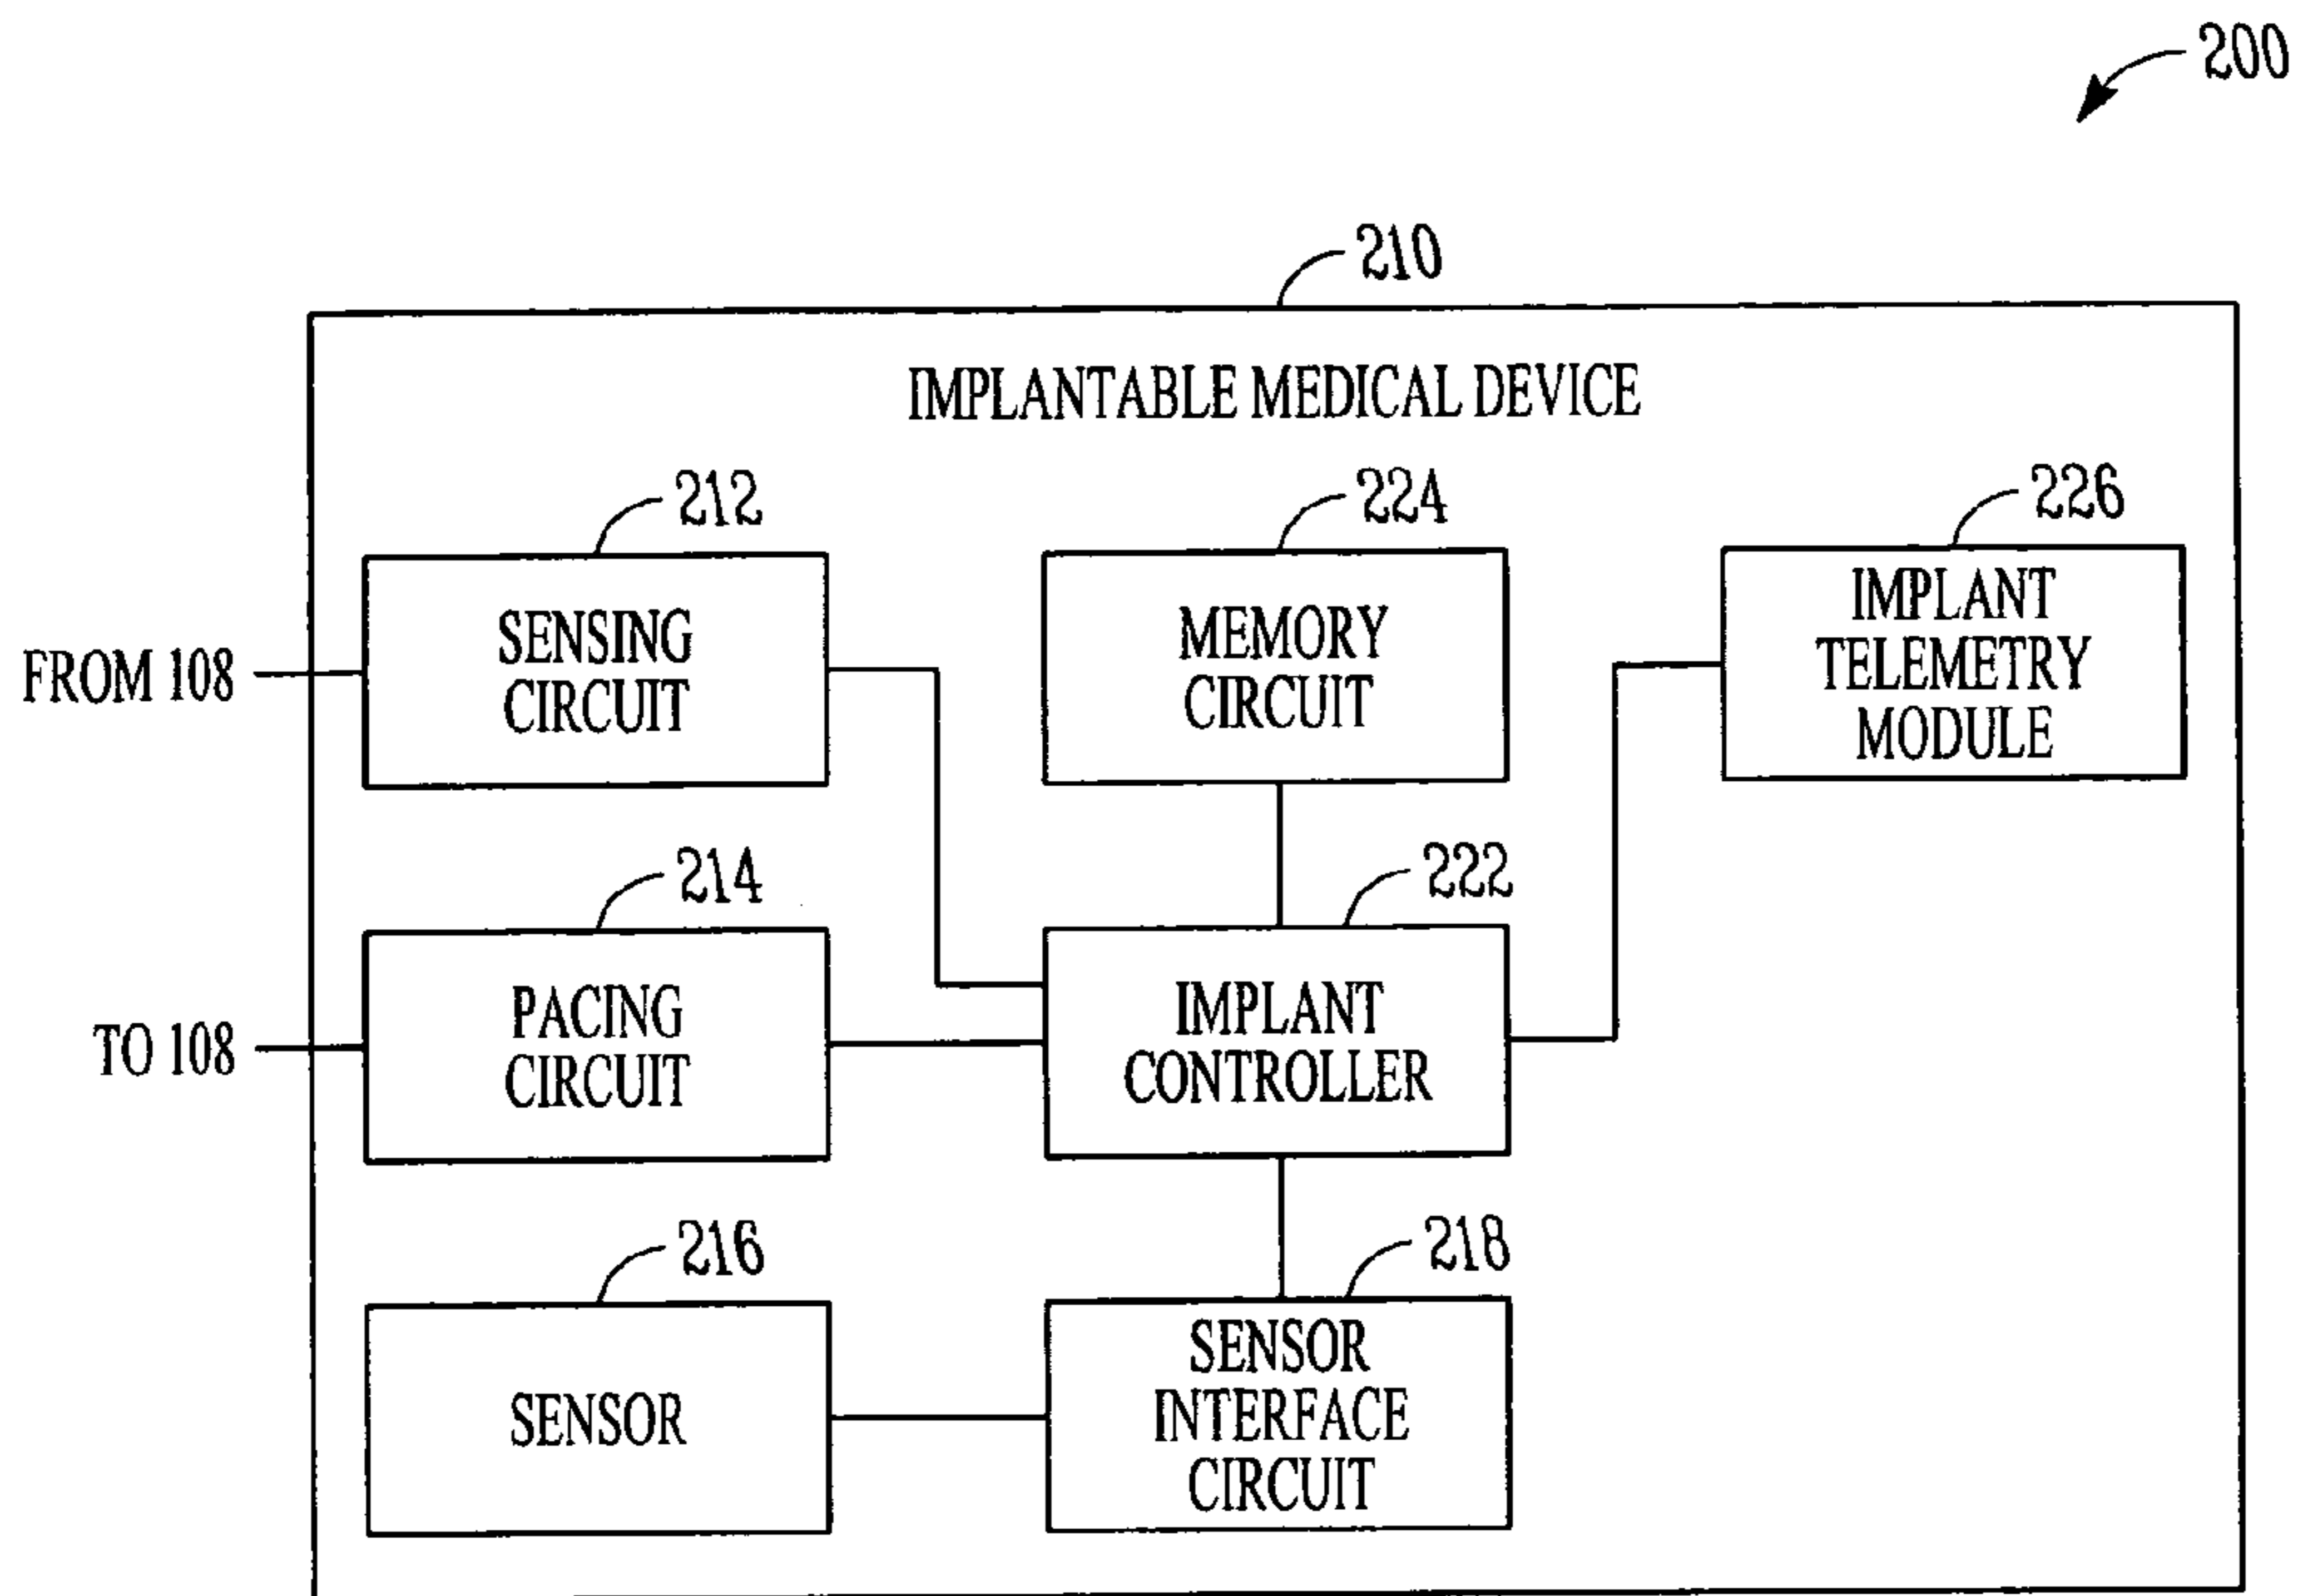 200
210
IMPLANTABLE MEDICAL DEVICE
212
224
226
SENSING
CIRCUIT
MEMORY
CIRCUIT
IMPLANT
TELEMETRY
MODULE
FROM 108
214
222
PACING
CIRCUIT
IMPLANT
CONTROLLER
TO 108
216
218
SENSOR
SENSOR
INTERFACE
CIRCUIT